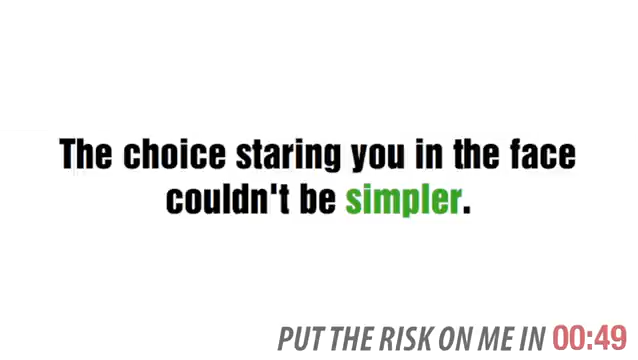 The choice staring you in the face
couldn't be simpler.
PUT THE RISK ON ME IN 00:49